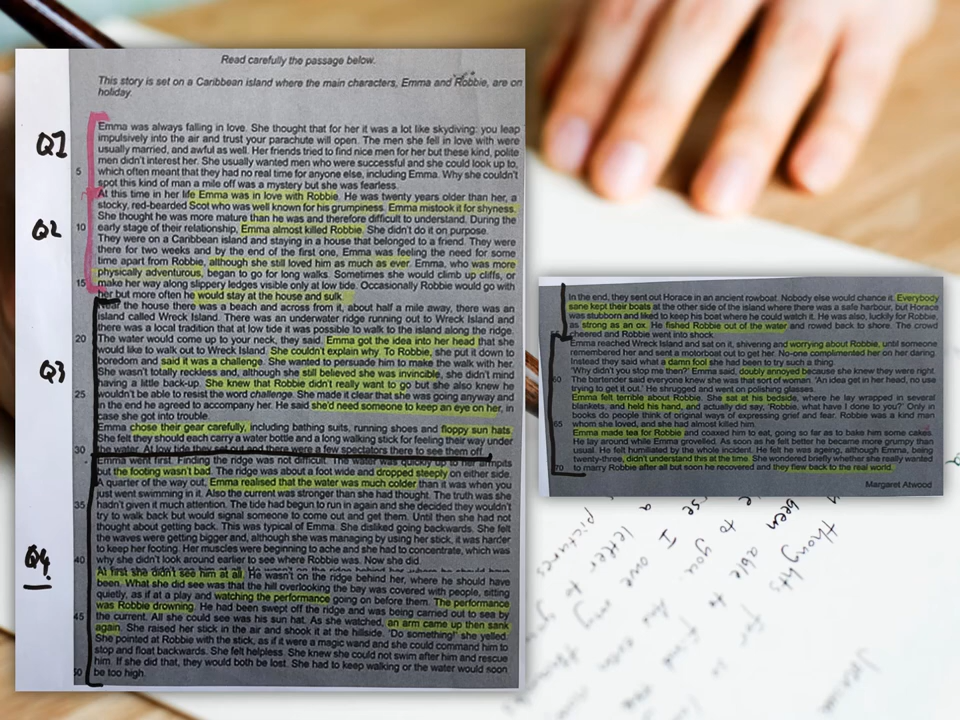 Read carefully the passage below.
This story is set on a Caribbean island where the main characters, Emma and Robbie, are on
holiday.
Q1
Emma was always falling in love. She thought that for her it was a lot like skydiving: you leap
impulsively into the air and trust your parachute will open. The men she fell in love with were
usually married, and awful as well. Her friends tried to find nice men for her but these kind, polite
men didn't interest her. She usually wanted men who were successful and she could look up to,
5 which often meant that they had no real time for anyone else, including Emma. Why she couldn't
spot this kind of man a mile off was a mystery but she was fearless.
At this time in her life Emma was in love with Robbie. He was twenty years older than her, a
stocky, red-bearded Scot who was well known for his grumpiness. Emma mistook it for shyness.
She thought he was more mature than he was and therefore difficult to understand. During the
Q2
10 early stage of their relationship, Emma almost killed Robbie. She didn't do it on purpose.
They were on a Caribbean island and staying in a house that belonged to a friend. They were
there for two weeks and by the end of the first one, Emma was feeling the need for some
time apart from Robbie, although she still loved him as much as ever. Emma, who was more
physically adventurous, began to go for long walks. Sometimes she would climb up cliffs, or
15 make her way along slippery ledges visible only at low tide. Occasionally Robbie would go with
her but more often he would stay at the house and sulk.
Near the house there was a beach and across from it, about half a mile away, there was an
island called Wreck Island. There was an underwater ridge running out to Wreck Island and
there was a local tradition that at low tide it was possible to walk to the island along the ridge.
20 The water would come up to your neck, they said. Emma got the idea into her head that she
would like to walk out to Wreck Island. She couldn't explain why. To Robbie, she put it down to
boredom and said it was a challenge. She wanted to persuade him to make the walk with her.
Q3
She wasn't totally reckless and, although she still believed she was invincible, she didn't mind
having a little back-up. She knew that Robbie didn't really want to go but she also knew he
25 wouldn't be able to resist the word challenge. She made it clear that she was going anyway and
in the end he agreed to accompany her. He said she'd need someone to keep an eye on her, in
case she got into trouble.
Emma chose their gear carefully, including bathing suits, running shoes and floppy sun hats.
She felt they should each carry a water bottle and a long walking stick for feeling their way under
30 the water. At low tide they set out and there were a few spectators there to see them off.
Emma went first. Finding the ridge was not difficult. The water was quickly up to her armpits
but the footing wasn't bad. The ridge was about a foot wide and dropped steeply on either side.
A quarter of the way out, Emma realised that the water was much colder than it was when you
just went swimming in it. Also the current was stronger than she had thought. The truth was she
35 hadn't given it much attention. The tide had begun to run in again and she decided they wouldn't
try to walk back but would signal someone to come out and get them. Until then she had not
thought about getting back. This was typical of Emma. She disliked going backwards. She felt
the waves were getting bigger and, although she was managing by using her stick, it was harder
to keep her footing. Her muscles were beginning to ache and she had to concentrate, which was
40 why she didn't look around earlier to see where Robbie was. Now she did.
Q4
At first she didn't see him at all. He wasn't on the ridge behind her, where he should have
been. What she did see was that the hill overlooking the bay was covered with people, sitting
quietly, as if at a play and watching the performance going on before them. The performance
was Robbie drowning. He had been swept off the ridge and was being carried out to sea by
45 the current. All she could see was his sun hat. As she watched, an arm came up then sank
again. She raised her stick in the air and shook it at the hillside. 'Do something!' she yelled.
She pointed at Robbie with the stick, as if it were a magic wand and she could command him to
stop and float backwards. She felt helpless. She knew she could not swim after him and rescue
him. If she did that, they would both be lost. She had to keep walking or the water would soon
50 be too high.
In the end, they sent out Horace in an ancient rowboat. Nobody else would chance it. Everybody
sane kept their boats at the other side of the island where there was a safe harbour, but Horace
was stubborn and liked to keep his boat where he could watch it. He was also, luckily for Robbie,
as strong as an ox. He fished Robbie out of the water and rowed back to shore. The crowd
cheered and Robbie went into shock.
Emma reached Wreck Island and sat on it, shivering and worrying about Robbie, until someone
remembered her and sent a motorboat out to get her. No-one complimented her on her daring.
Instead they said what a damn fool she had been to try such a thing.
'Why didn't you stop me then?' Emma said, doubly annoyed because she knew they were right.
60 The bartender said everyone knew she was that sort of woman. 'An idea get in her head, no use
trying to get it out.' He shrugged and went on polishing glasses.
Emma felt terrible about Robbie. She sat at his bedside, where he lay wrapped in several
blankets, and held his hand, and actually did say, 'Robbie, what have I done to you?' Only in
books do people think of original ways of expressing grief and fear. Robbie was a kind man
65 whom she loved, and she had almost killed him.
Emma made tea for Robbie and coaxed him to eat, going so far as to bake him some cakes.
He lay around while Emma grovelled. As soon as he felt better he became more grumpy than
usual. He felt humiliated by the whole incident. He felt he was ageing, although Emma, being
twenty-three, didn't understand this at the time. She wondered briefly whether she really wanted
70 to marry Robbie after all but soon he recovered and they flew back to the real world.
Margaret Atwood